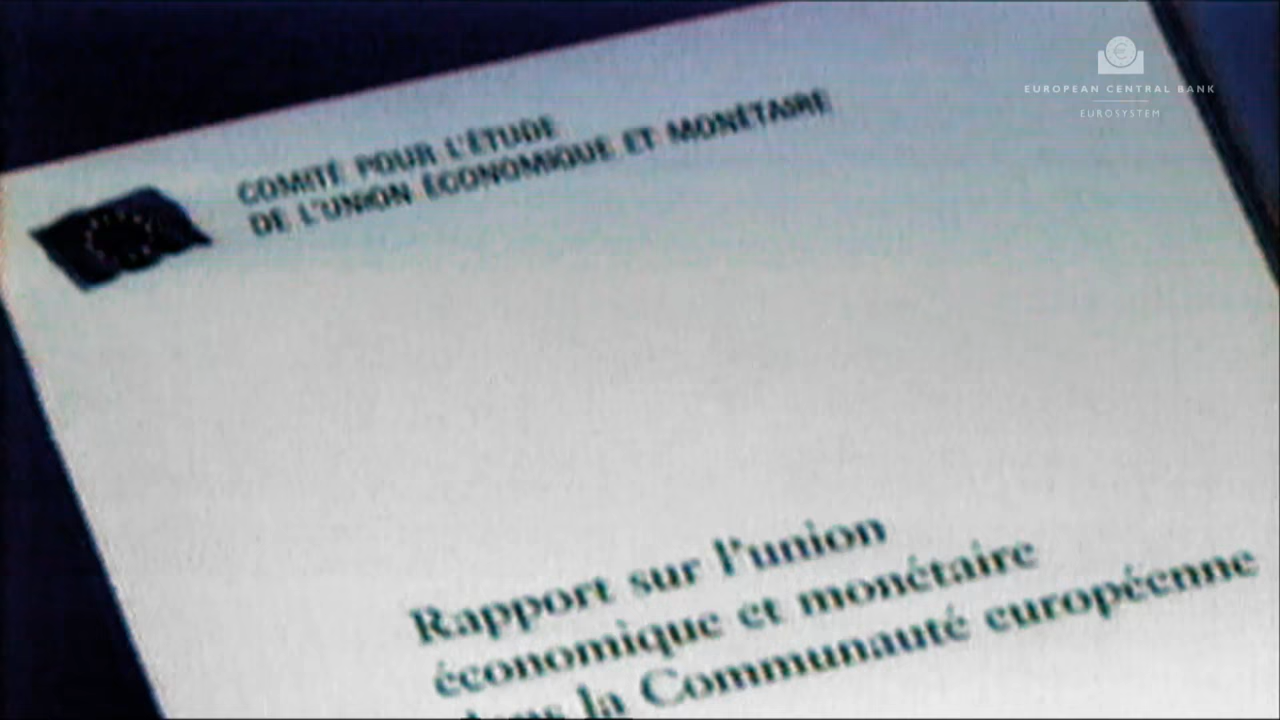 EUROPEAN CENTRAL BANK
EUROSYSTEM
COMITÉ POUR L'ÉTUDE
DE L'UNION ÉCONOMIQUE ET MONÉTAIRE
Rapport sur l'union
économique et monétaire
dans la Communauté européenne